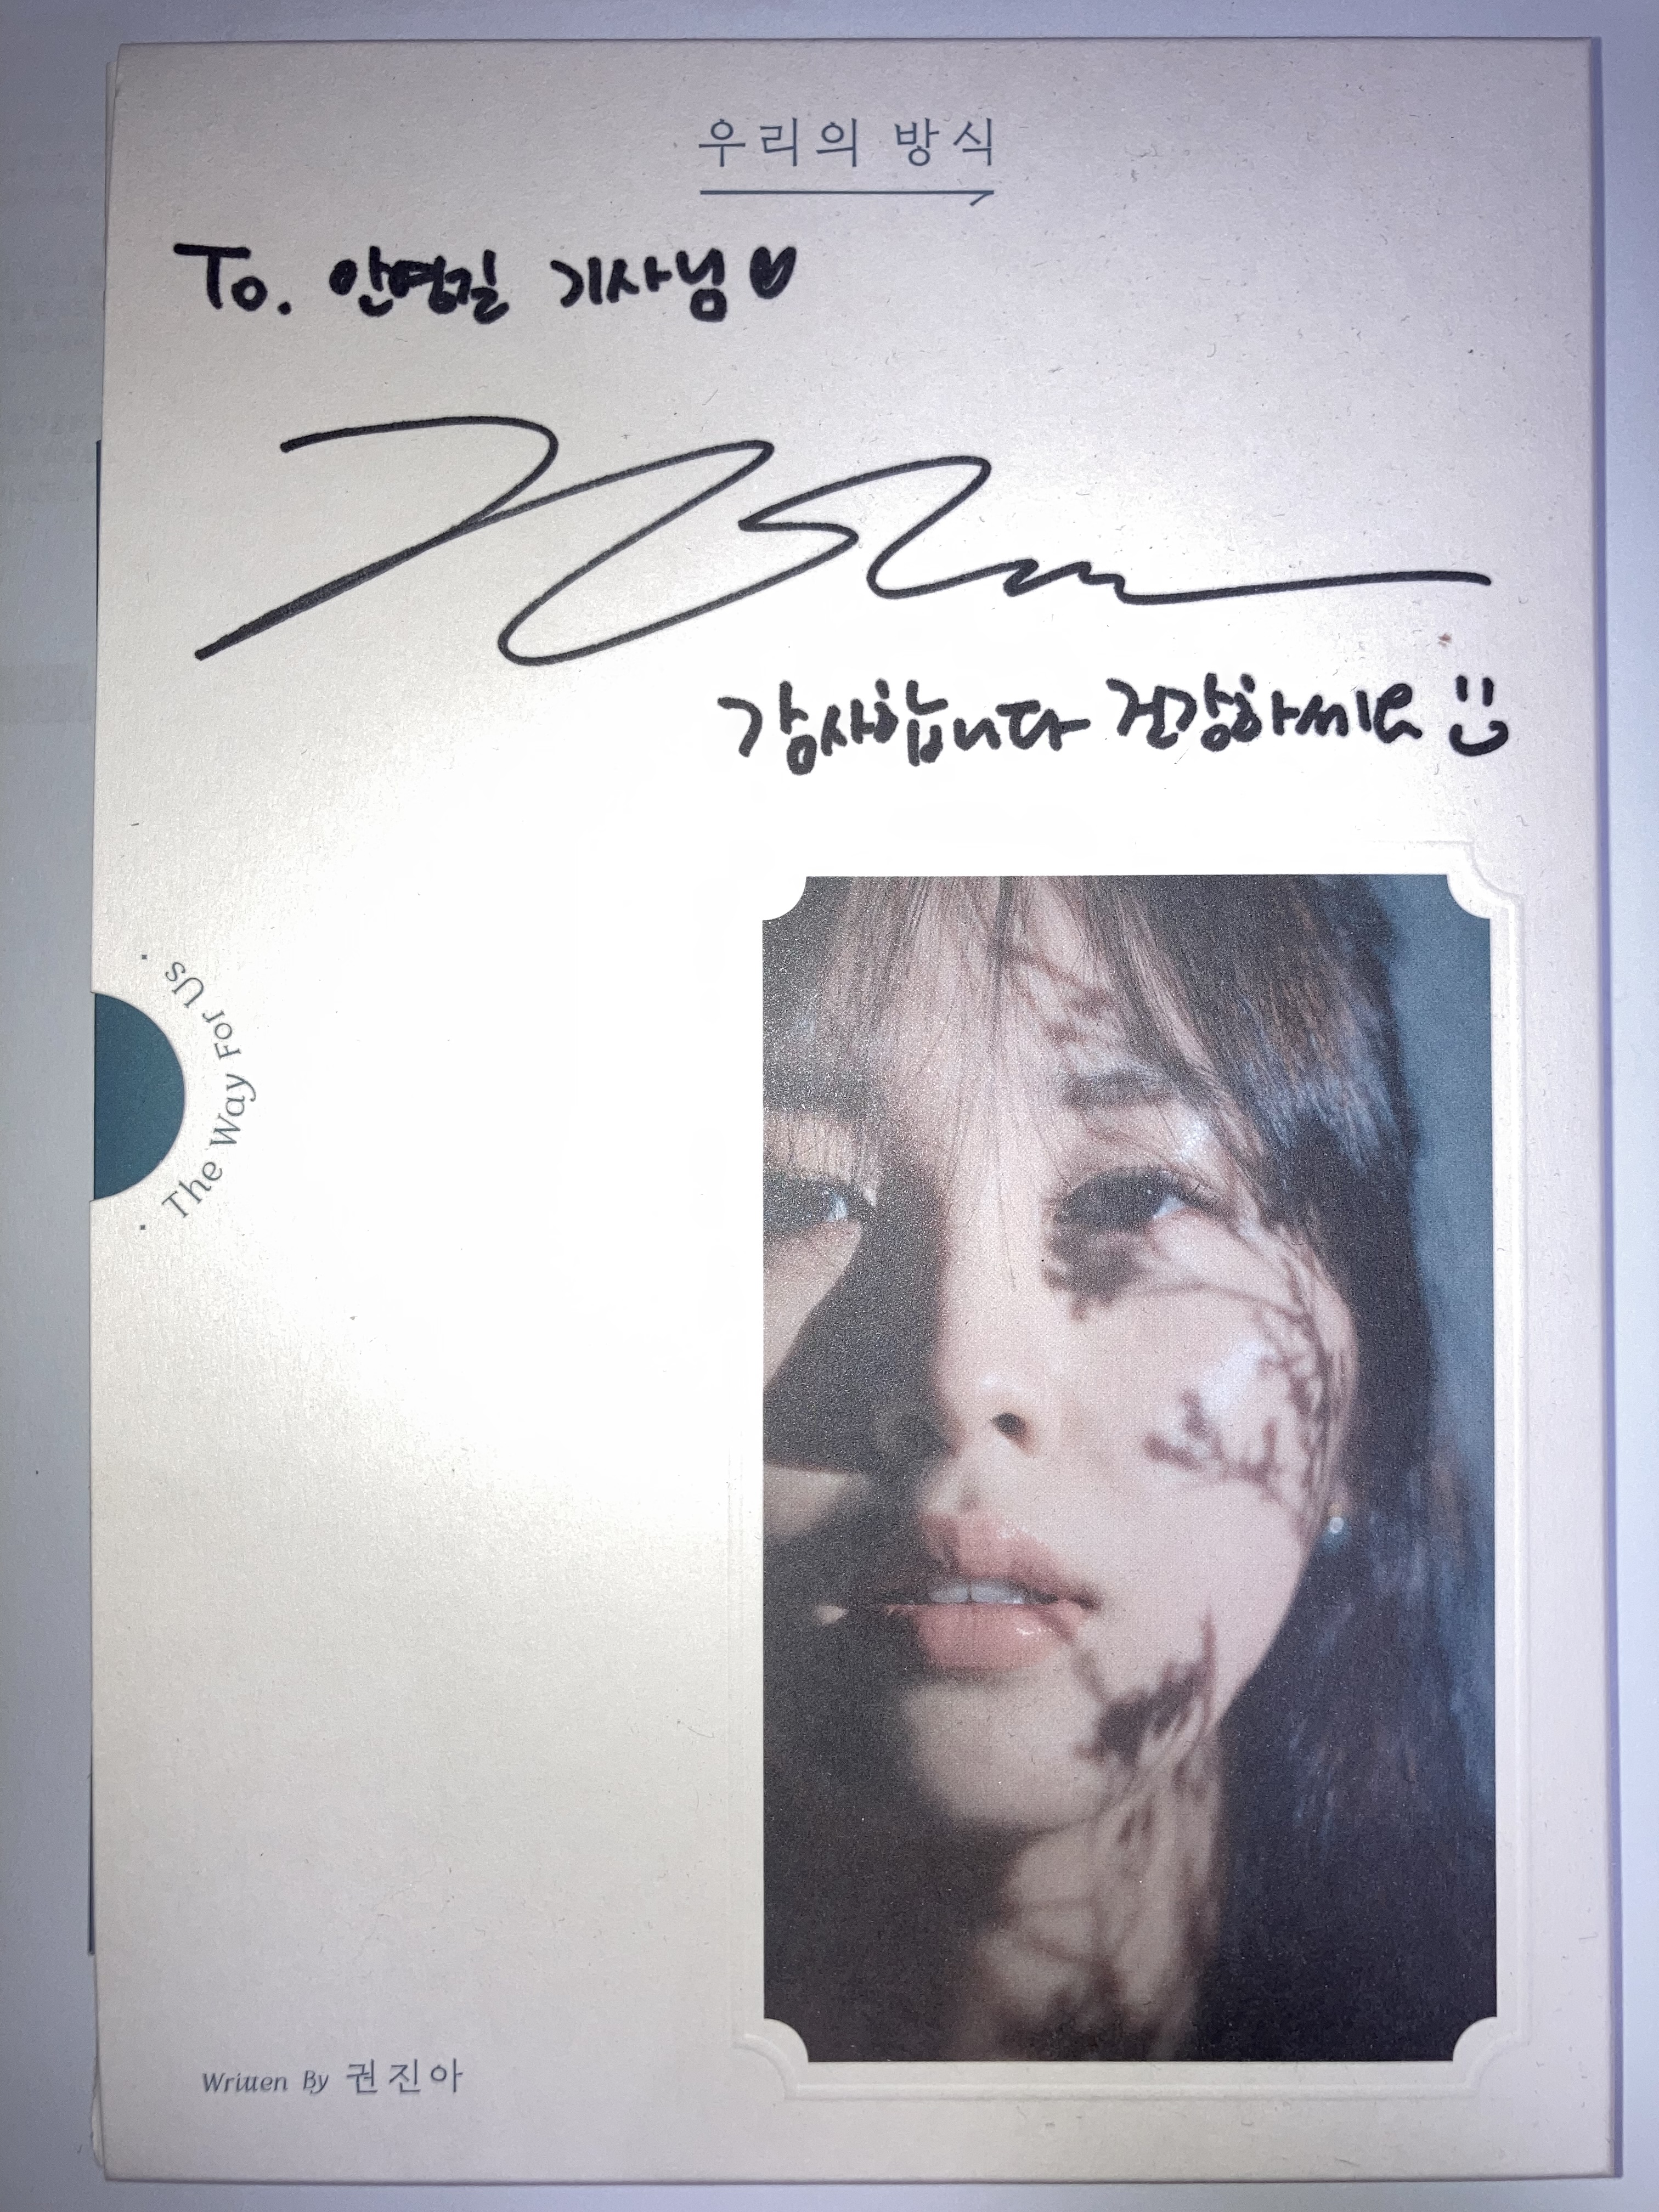 우리의 방식
To. 안영길 기사님♥
감사합니다 건강하세요
The Way For Us
Written By 권진아